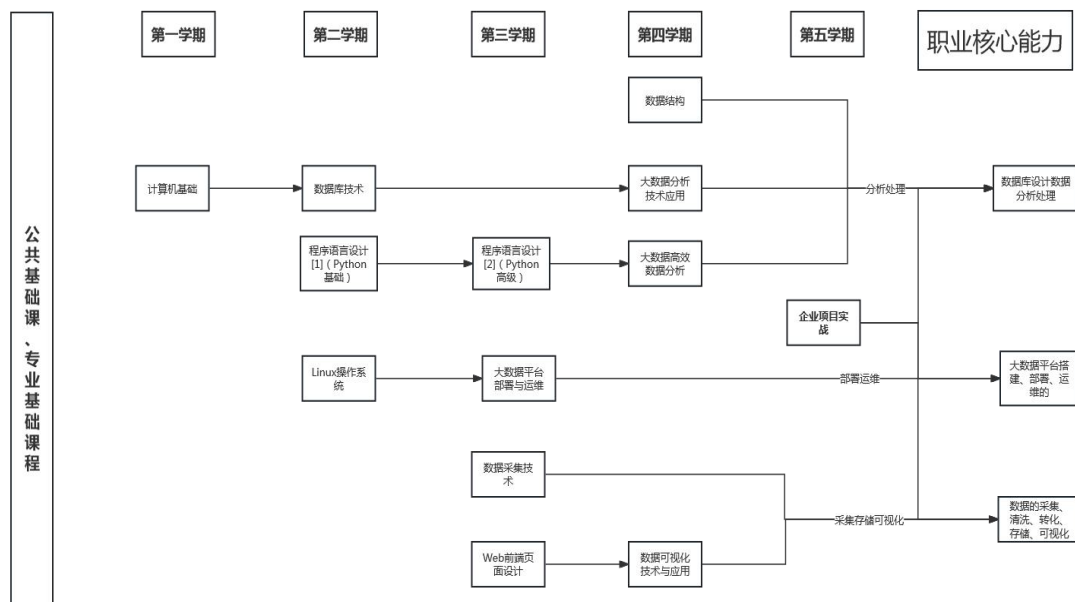 第一学期
第二学期
第三学期
第四学期
第五学期
职业核心能力
公共基础课、专业基础课程
数据结构
计算机基础
数据库技术
大数据分析
技术应用
分析处理
数据库设计数据
分析处理
程序语言设计
[1]（Python
基础）
程序语言设计
[2]（Python
高级）
大数据高效
数据分析
企业项目实
战
Linux操作系
统
大数据平台
部署与运维
部署运维
大数据平台搭
建、部署、运
维的
数据采集技
术
采集存储可视化
数据的采集、
清洗、转化、
存储、可视化
Web前端页
面设计
数据可视化
技术与应用